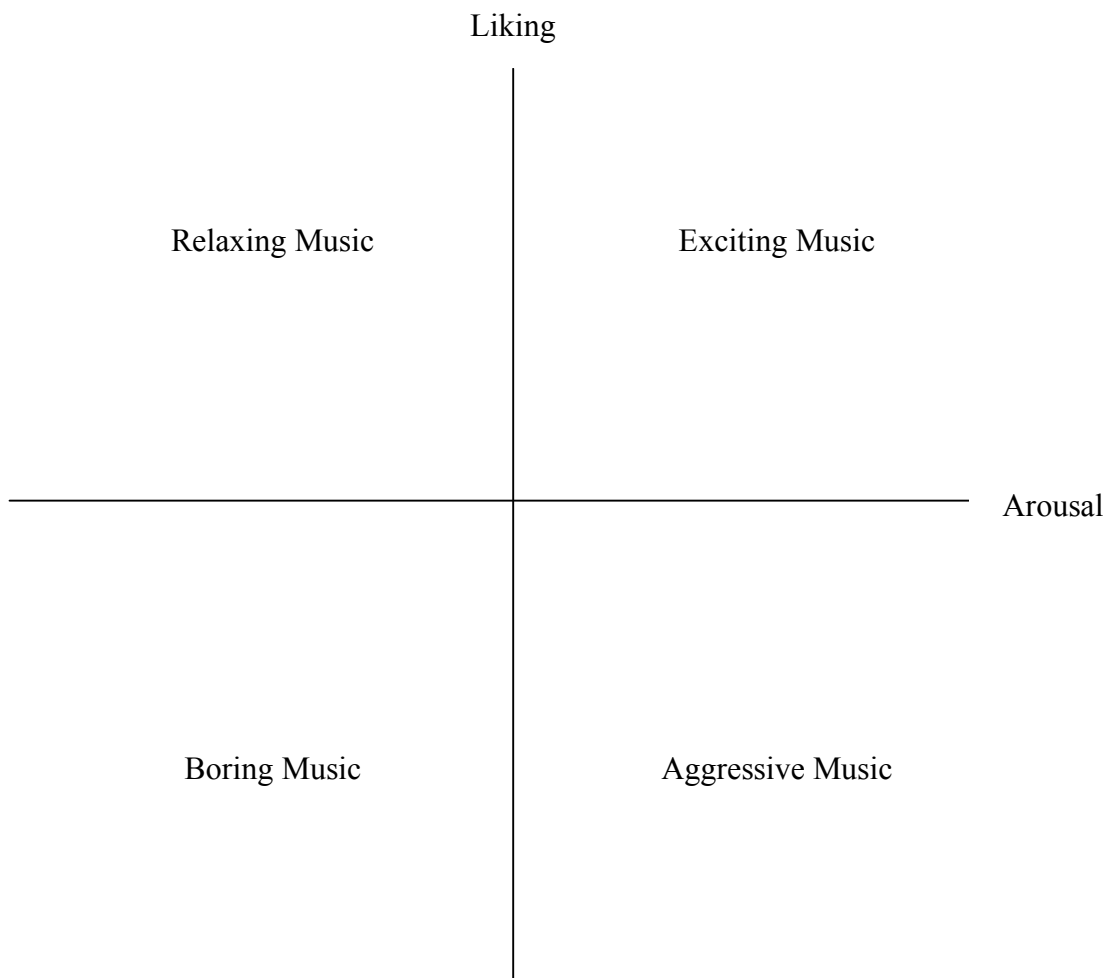 Liking
Relaxing Music
Exciting Music
Arousal
Boring Music
Aggressive Music